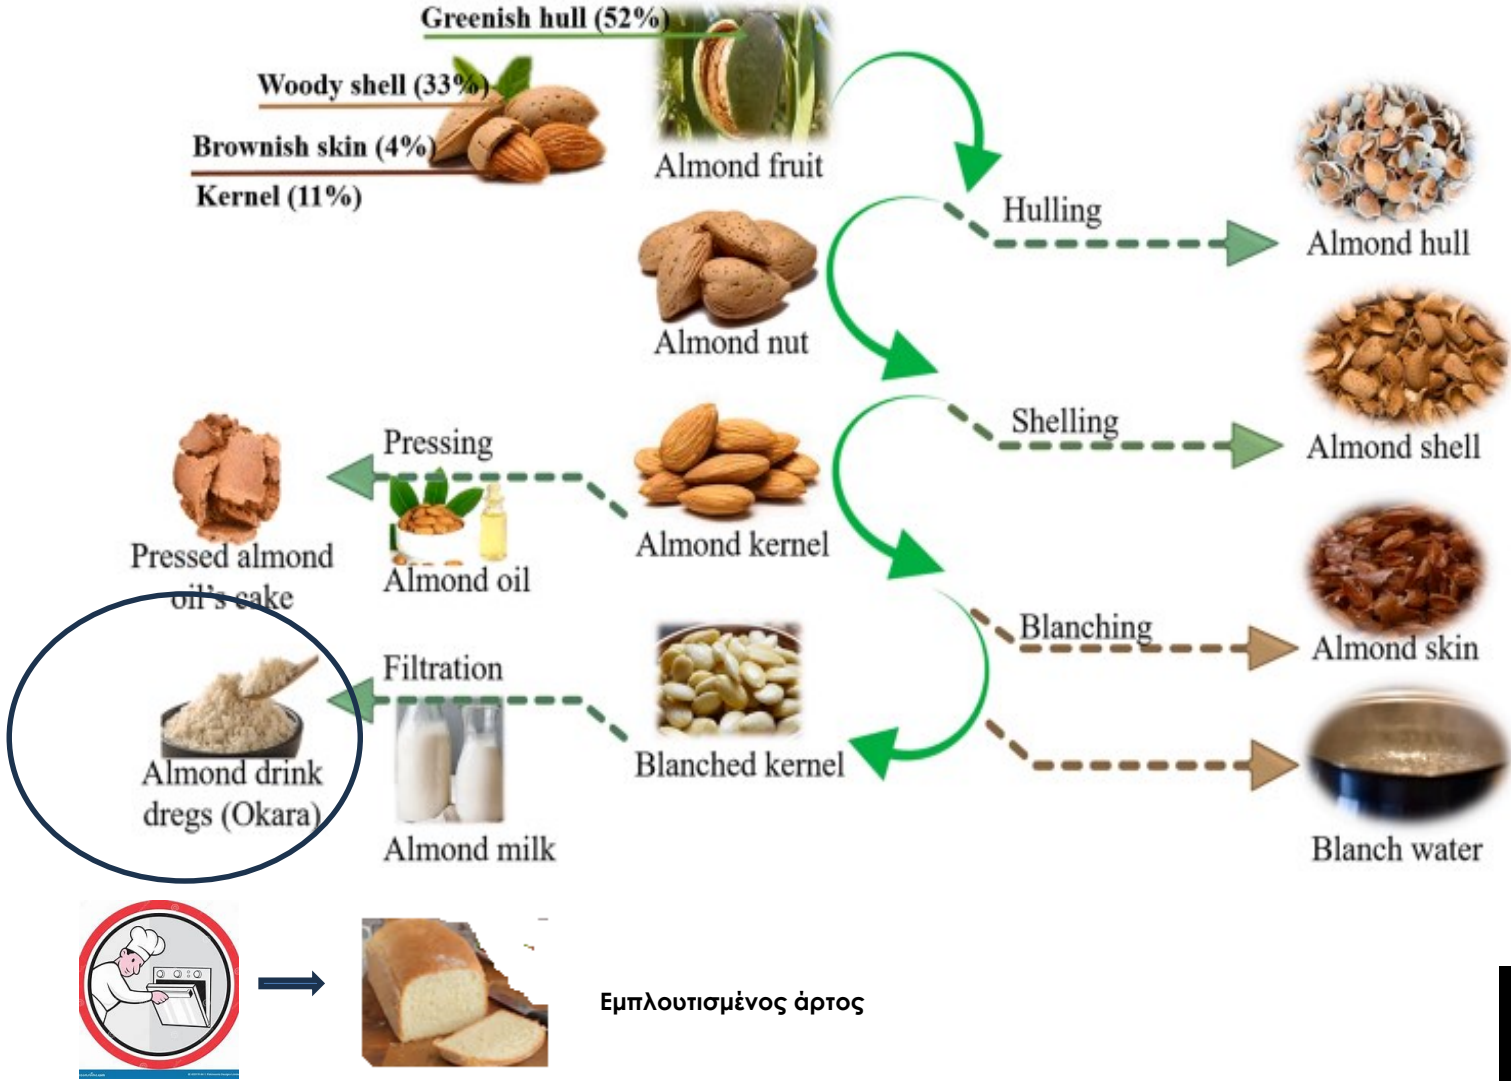 Greenish hull (52%)
Woody shell (33%)
Brownish skin (4%)
Kernel (11%)
Almond fruit
Hulling
Almond hull
Almond nut
Shelling
Almond shell
Pressing
Pressed almond
oil's cake
Almond oil
Almond kernel
Blanching
Almond skin
Filtration
Almond drink
dregs (Okara)
Almond milk
Blanched kernel
Blanch water
Εμπλουτισμένος άρτος